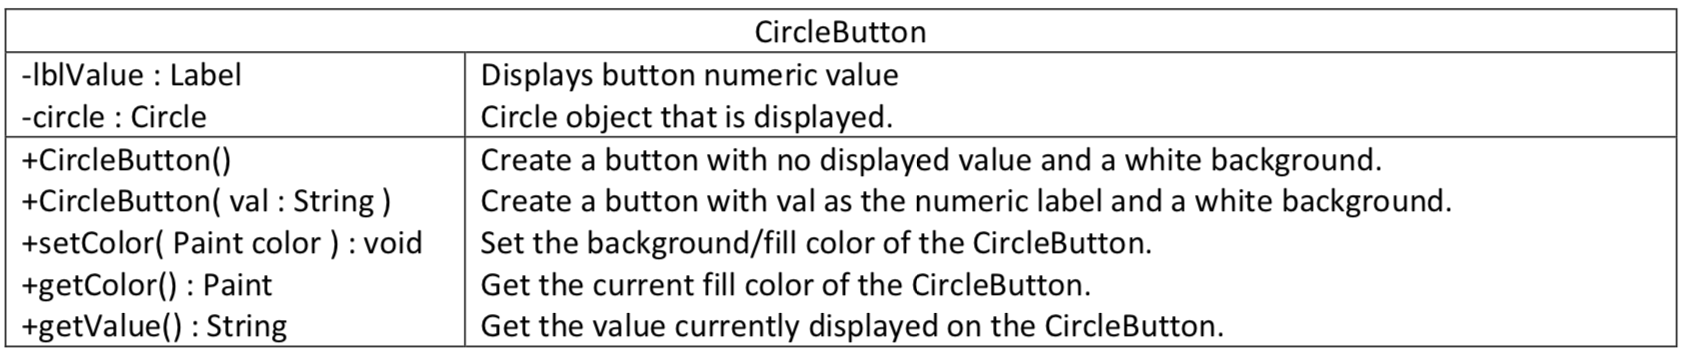 CircleButton
-lblValue : Label Displays button numeric value
-circle : Circle Circle object that is displayed.
+CircleButton() Create a button with no displayed value and a white background.
+CircleButton( val : String ) Create a button with val as the numeric label and a white background.
+setColor( Paint color ) : void Set the background/fill color of the CircleButton.
+getColor() : Paint Get the current fill color of the CircleButton.
+getValue() : String Get the value currently displayed on the CircleButton.